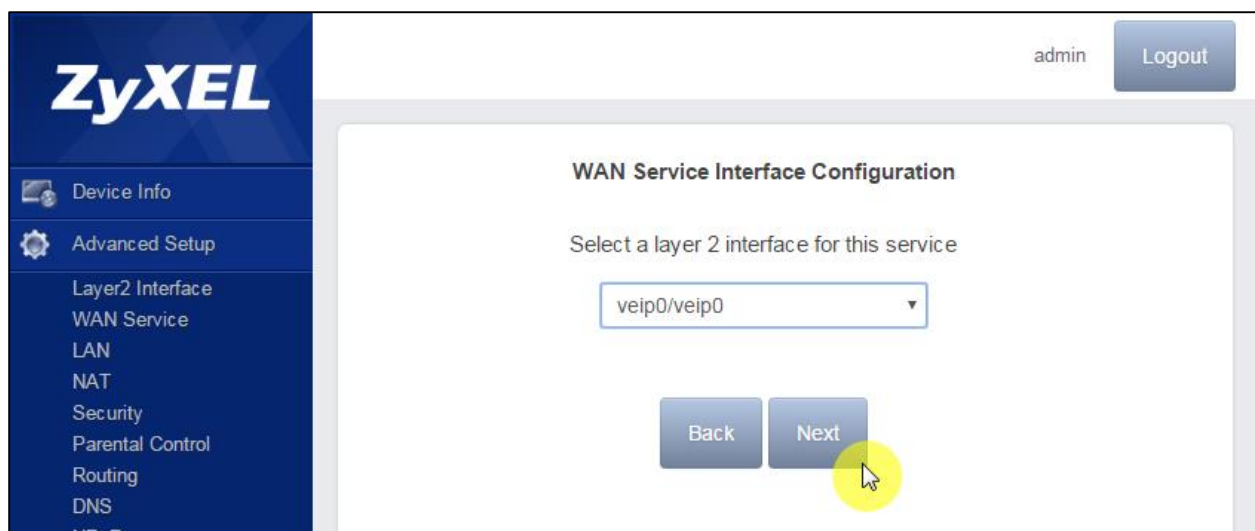 ZyXEL
admin
Logout
Device Info
Advanced Setup
Layer2 Interface
WAN Service
LAN
NAT
Security
Parental Control
Routing
DNS
WAN Service Interface Configuration
Select a layer 2 interface for this service
veip0/veip0
Back
Next